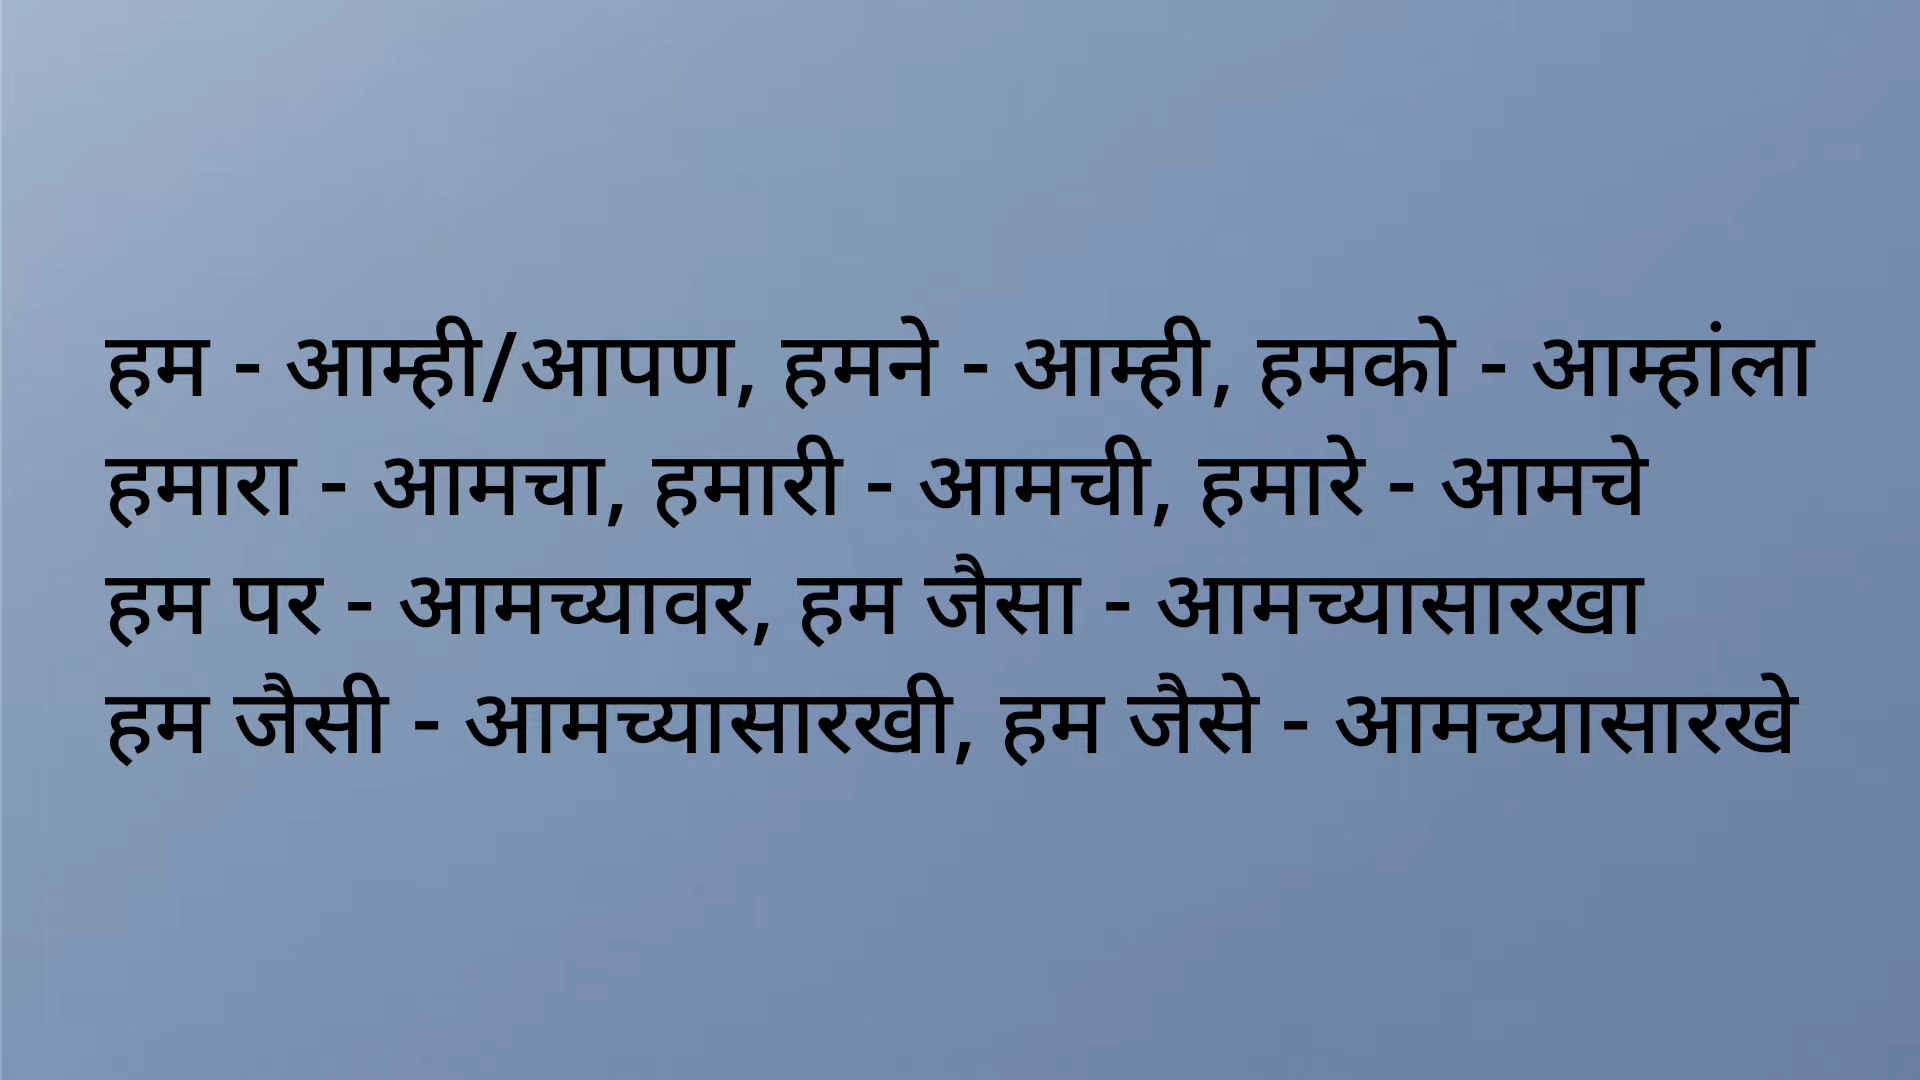 हम - आम्ही/आपण, हमने - आम्ही, हमको - आम्हांला
हमारा - आमचा, हमारी - आमची, हमारे - आमचे
हम पर - आमच्यावर, हम जैसा - आमच्यासारखा
हम जैसी - आमच्यासारखी, हम जैसे - आमच्यासारखे